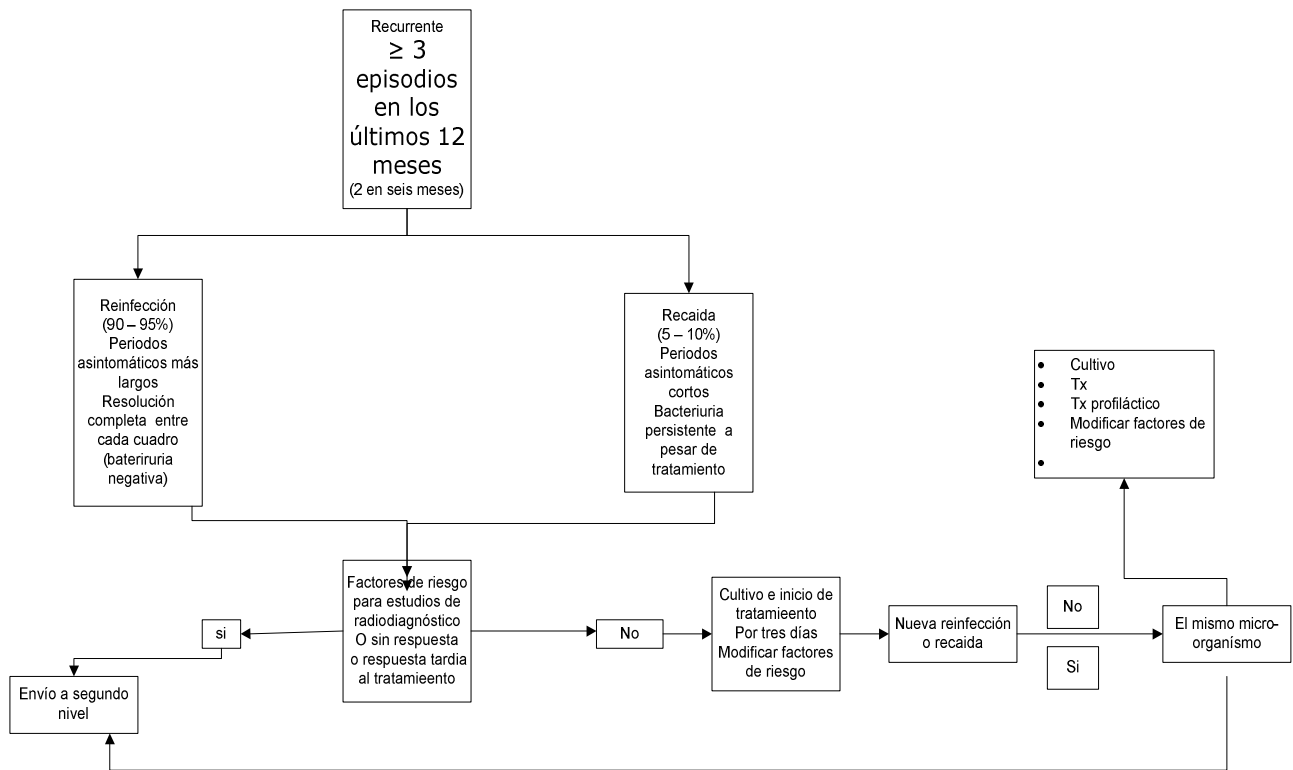 Recurrente
≥ 3
episodios
en los
últimos 12
meses
(2 en seis meses)
Reinfección
(90 – 95%)
Periodos
asintomáticos más
largos
Resolución
completa entre
cada cuadro
(bateriruria
negativa)
Recaida
(5 – 10%)
Periodos
asintomáticos
cortos
Bacteriuria
persistente a
pesar de
tratamiento
• Cultivo
• Tx
• Tx profiláctico
• Modificar factores de
riesgo
•
Factores de riesgo
para estudios de
radiodiagnóstico
O sin respuesta
o respuesta tardia
al tratamieento
si
Envío a segundo
nivel
No
Cultivo e inicio de
tratamiiento
Por tres días
Modificar factores
de riesgo
Nueva reinfección
o recaida
No
Si
El mismo micro-
organísmo